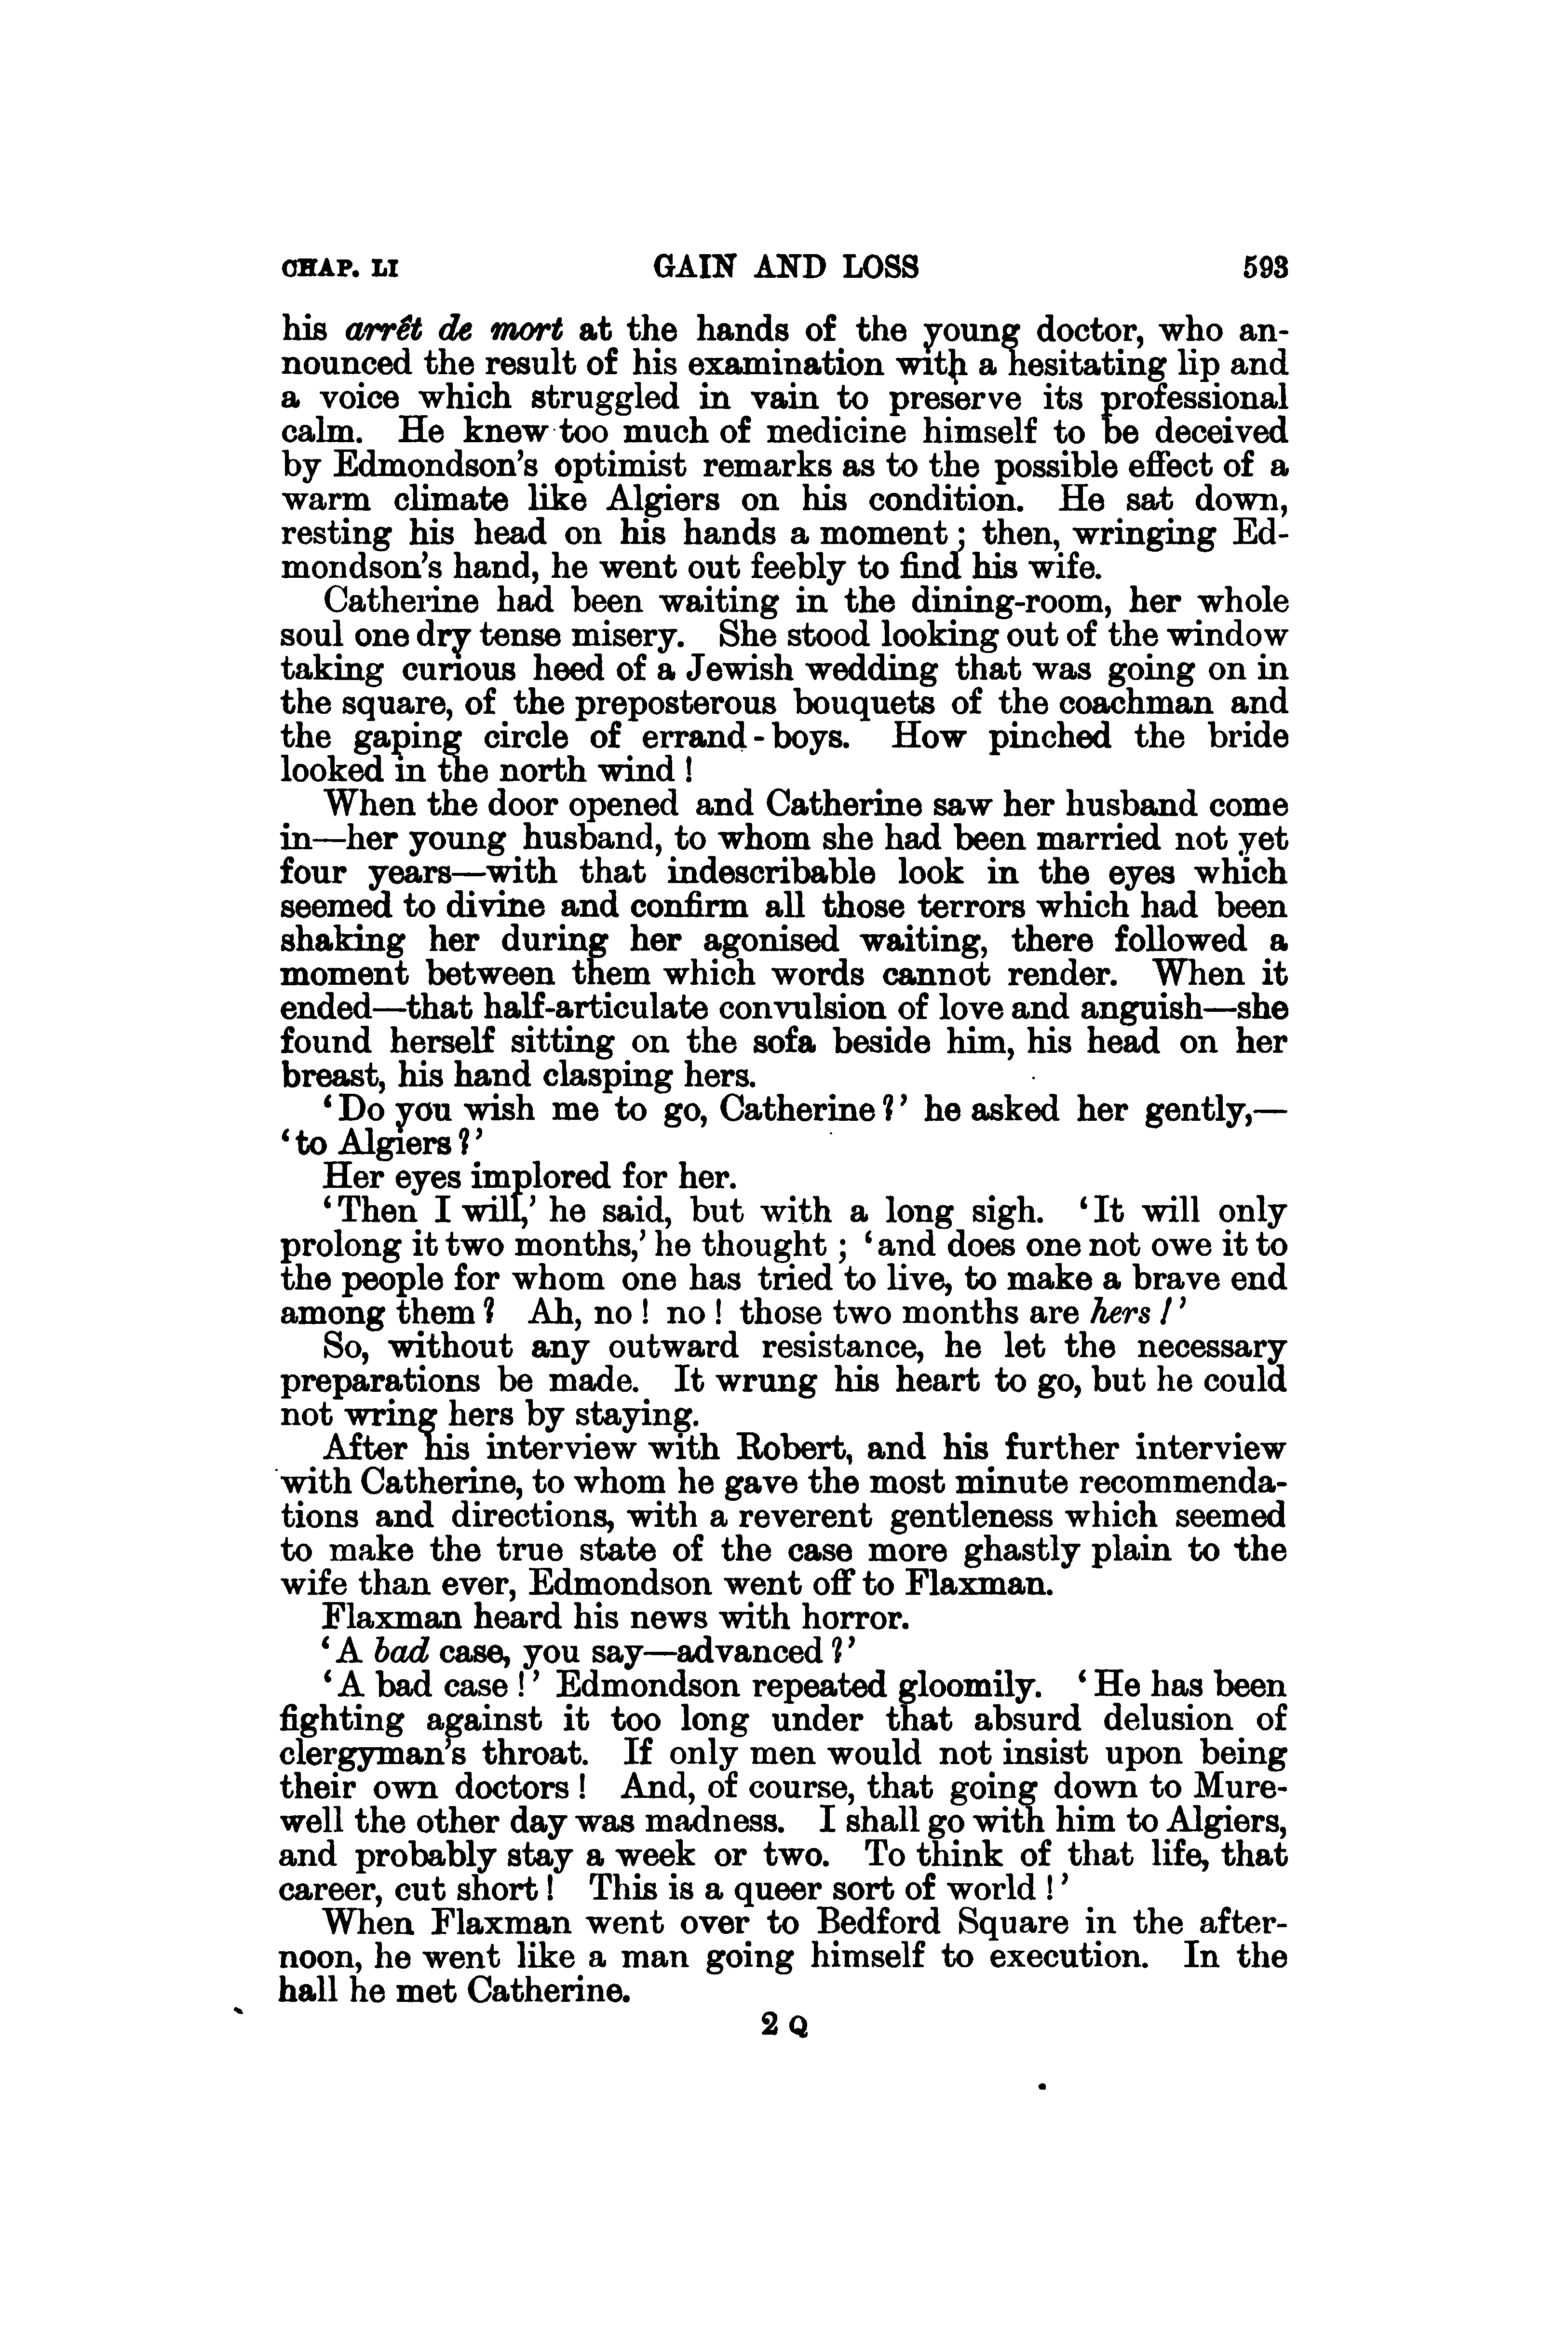 CHAP. LI GAIN AND LOSS 593
his arrêt de mort at the hands of the young doctor, who an-
nounced the result of his examination with a hesitating lip and
a voice which struggled in vain to preserve its professional
calm. He knew too much of medicine himself to be deceived
by Edmondson's optimist remarks as to the possible effect of a
warm climate like Algiers on his condition. He sat down,
resting his head on his hands a moment; then, wringing Ed-
mondson's hand, he went out feebly to find his wife.
Catherine had been waiting in the dining-room, her whole
soul one dry tense misery. She stood looking out of the window
taking curious heed of a Jewish wedding that was going on in
the square, of the preposterous bouquets of the coachman and
the gaping circle of errand-boys. How pinched the bride
looked in the north wind!
When the door opened and Catherine saw her husband come
in—her young husband, to whom she had been married not yet
four years—with that indescribable look in the eyes which
seemed to divine and confirm all those terrors which had been
shaking her during her agonised waiting, there followed a
moment between them which words cannot render. When it
ended—that half-articulate convulsion of love and anguish—she
found herself sitting on the sofa beside him, his head on her
breast, his hand clasping hers.
'Do you wish me to go, Catherine?' he asked her gently,—
'to Algiers?'
Her eyes implored for her.
'Then I will,' he said, but with a long sigh. 'It will only
prolong it two months,' he thought; 'and does one not owe it to
the people for whom one has tried to live, to make a brave end
among them? Ah, no! no! those two months are hers!'
So, without any outward resistance, he let the necessary
preparations be made. It wrung his heart to go, but he could
not wring hers by staying.
After his interview with Robert, and his further interview
with Catherine, to whom he gave the most minute recommenda-
tions and directions, with a reverent gentleness which seemed
to make the true state of the case more ghastly plain to the
wife than ever, Edmondson went off to Flaxman.
Flaxman heard his news with horror.
'A bad case, you say—advanced?'
'A bad case!' Edmondson repeated gloomily. 'He has been
fighting against it too long under that absurd delusion of
clergyman's throat. If only men would not insist upon being
their own doctors! And, of course, that going down to Mure-
well the other day was madness. I shall go with him to Algiers,
and probably stay a week or two. To think of that life, that
career, cut short! This is a queer sort of world!'
When Flaxman went over to Bedford Square in the after-
noon, he went like a man going himself to execution. In the
hall he met Catherine.
2 Q